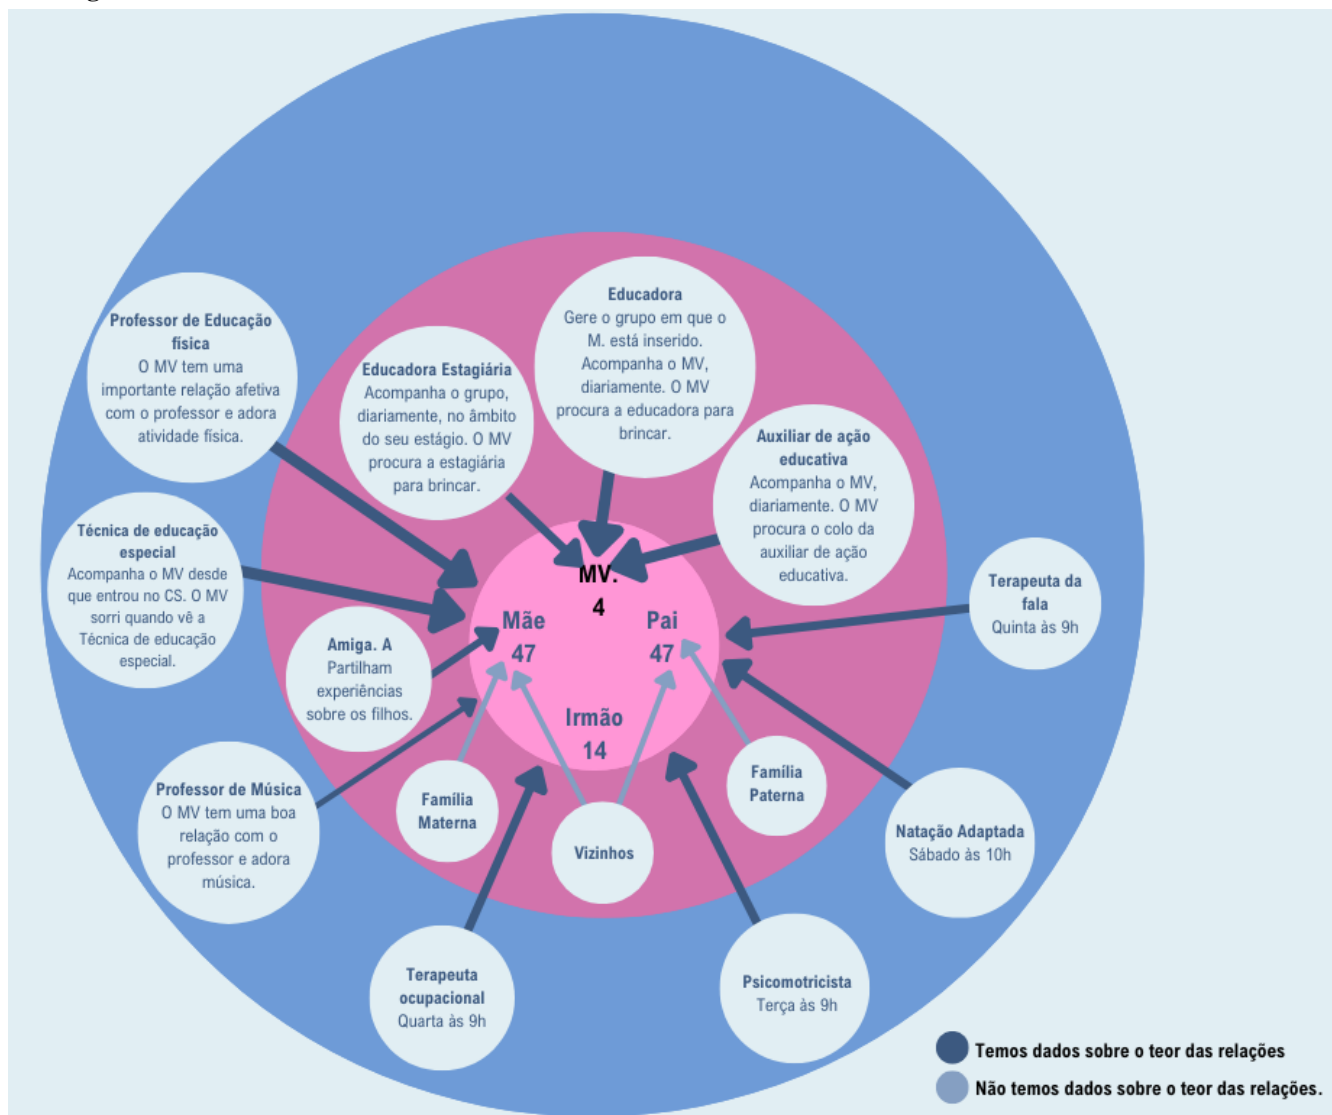 Educadora
Gere o grupo em que o
M. está inserido.
Acompanha o MV,
diariamente. O MV
procura a educadora para
brincar.
Professor de Educação
física
O MV tem uma
importante relação afetiva
com o professor e adora
atividade física.
Educadora Estagiária
Acompanha o grupo,
diariamente, no âmbito
do seu estágio. O MV
procura a estagiária
para brincar.
Auxiliar de ação
educativa
Acompanha o MV,
diariamente. O MV
procura o colo da
auxiliar de ação
educativa.
Técnica de educação
especial
Acompanha o MV desde
que entrou no CS. O MV
sorri quando vê a
Técnica de educação
especial.
MV.
4
Mãe
47
Pai
47
Irmão
14
Terapeuta da
fala
Quinta às 9h
Amiga. A
Partilham
experiências
sobre os filhos.
Professor de Música
O MV tem uma boa
relação com o
professor e adora
música.
Família
Materna
Vizinhos
Família
Paterna
Natação Adaptada
Sábado às 10h
Terapeuta
ocupacional
Quarta às 9h
Psicomotricista
Terça às 9h
Temos dados sobre o teor das relações
Não temos dados sobre o teor das relações.